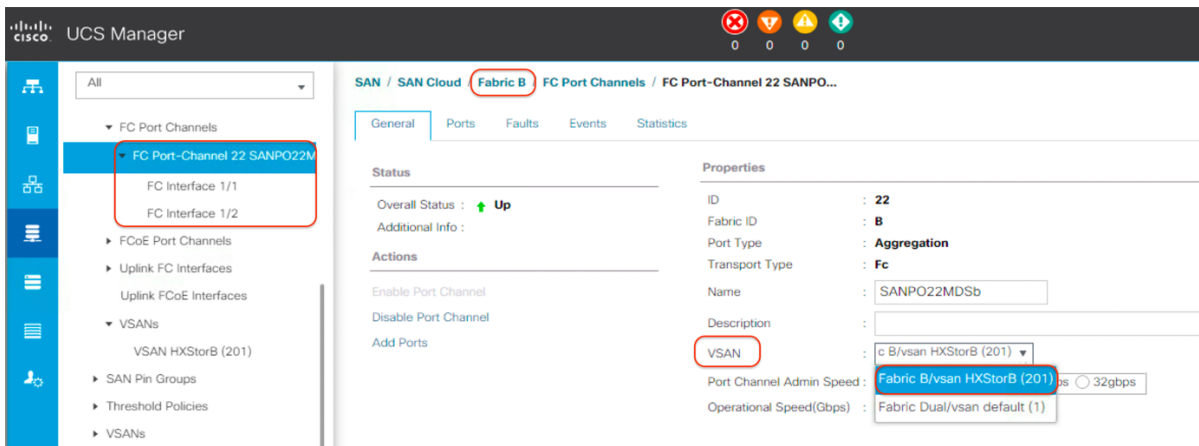 CISCO UCS Manager
0 0 0 0
All
SAN / SAN Cloud / Fabric B / FC Port Channels / FC Port-Channel 22 SANPO...
General Ports Faults Events Statistics
FC Port Channels
FC Port-Channel 22 SANPO22M
FC Interface 1/1
FC Interface 1/2
FCoE Port Channels
Uplink FC Interfaces
Uplink FCoE Interfaces
VSANs
VSAN HXStorB (201)
SAN Pin Groups
Threshold Policies
VSANs
Status
Overall Status : Up
Additional Info :
Actions
Enable Port Channel
Disable Port Channel
Add Ports
Properties
ID : 22
Fabric ID : B
Port Type : Aggregation
Transport Type : Fc
Name : SANPO22MDSb
Description :
VSAN : c B/vsan HXStorB (201)
Port Channel Admin Speed : Fabric B/vsan HXStorB (201) ps 32gbps
Operational Speed(Gbps) : Fabric Dual/vsan default (1)